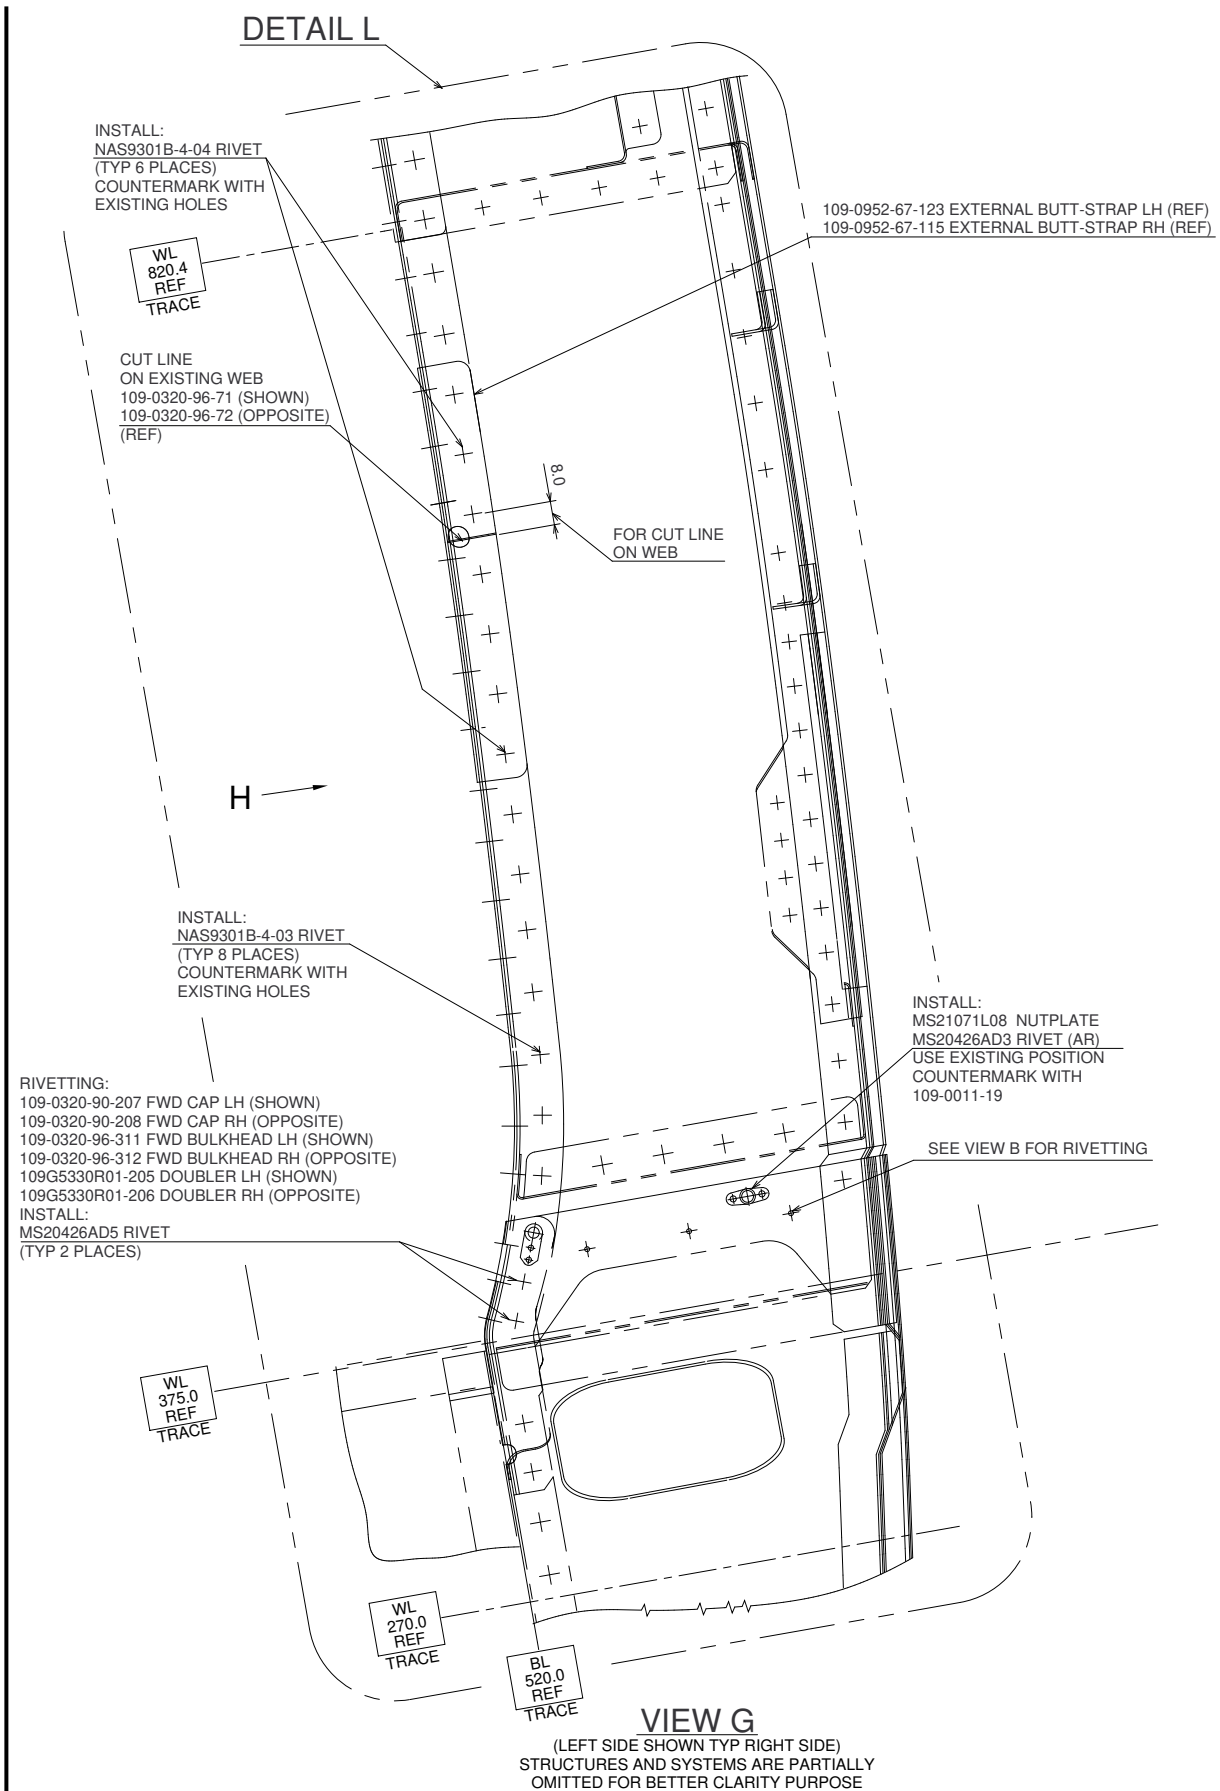 DETAIL L
INSTALL:
NAS9301B-4-04 RIVET
(TYP 6 PLACES)
COUNTERMARK WITH
EXISTING HOLES
109-0952-67-123 EXTERNAL BUTT-STRAP LH (REF)
109-0952-67-115 EXTERNAL BUTT-STRAP RH (REF)
WL
820.4
REF
TRACE
CUT LINE
ON EXISTING WEB
109-0320-96-71 (SHOWN)
109-0320-96-72 (OPPOSITE)
(REF)
8.0
FOR CUT LINE
ON WEB
H
INSTALL:
NAS9301B-4-03 RIVET
(TYP 8 PLACES)
COUNTERMARK WITH
EXISTING HOLES
INSTALL:
MS21071L08 NUTPLATE
MS20426AD3 RIVET (AR)
USE EXISTING POSITION
COUNTERMARK WITH
109-0011-19
RIVETTING:
109-0320-90-207 FWD CAP LH (SHOWN)
109-0320-90-208 FWD CAP RH (OPPOSITE)
109-0320-96-311 FWD BULKHEAD LH (SHOWN)
109-0320-96-312 FWD BULKHEAD RH (OPPOSITE)
109G5330R01-205 DOUBLER LH (SHOWN)
109G5330R01-206 DOUBLER RH (OPPOSITE)
INSTALL:
MS20426AD5 RIVET
(TYP 2 PLACES)
SEE VIEW B FOR RIVETTING
WL
375.0
REF
TRACE
WL
270.0
REF
TRACE
BL
520.0
REF
TRACE
VIEW G
(LEFT SIDE SHOWN TYP RIGHT SIDE)
STRUCTURES AND SYSTEMS ARE PARTIALLY
OMITTED FOR BETTER CLARITY PURPOSE